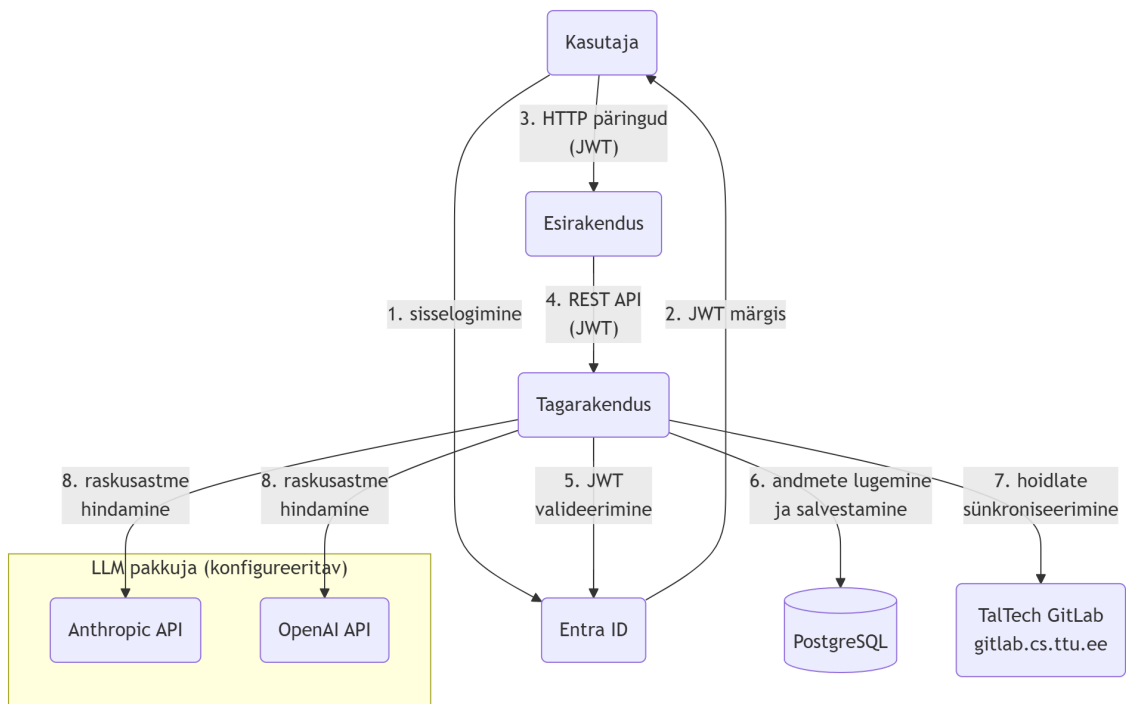 Kasutaja
3. HTTP päringud
(JWT)
Esirakendus
1. sisselogimine
4. REST API
(JWT)
2. JWT märgis
Tagarakendus
8. raskusastme
hindamine
8. raskusastme
hindamine
5. JWT
valideerimine
6. andmete lugemine
ja salvestamine
7. hoidlate
sünkroniseerimine
LLM pakkuja (konfigureeritav)
Anthropic API
OpenAI API
Entra ID
PostgreSQL
TalTech GitLab
gitlab.cs.ttu.ee